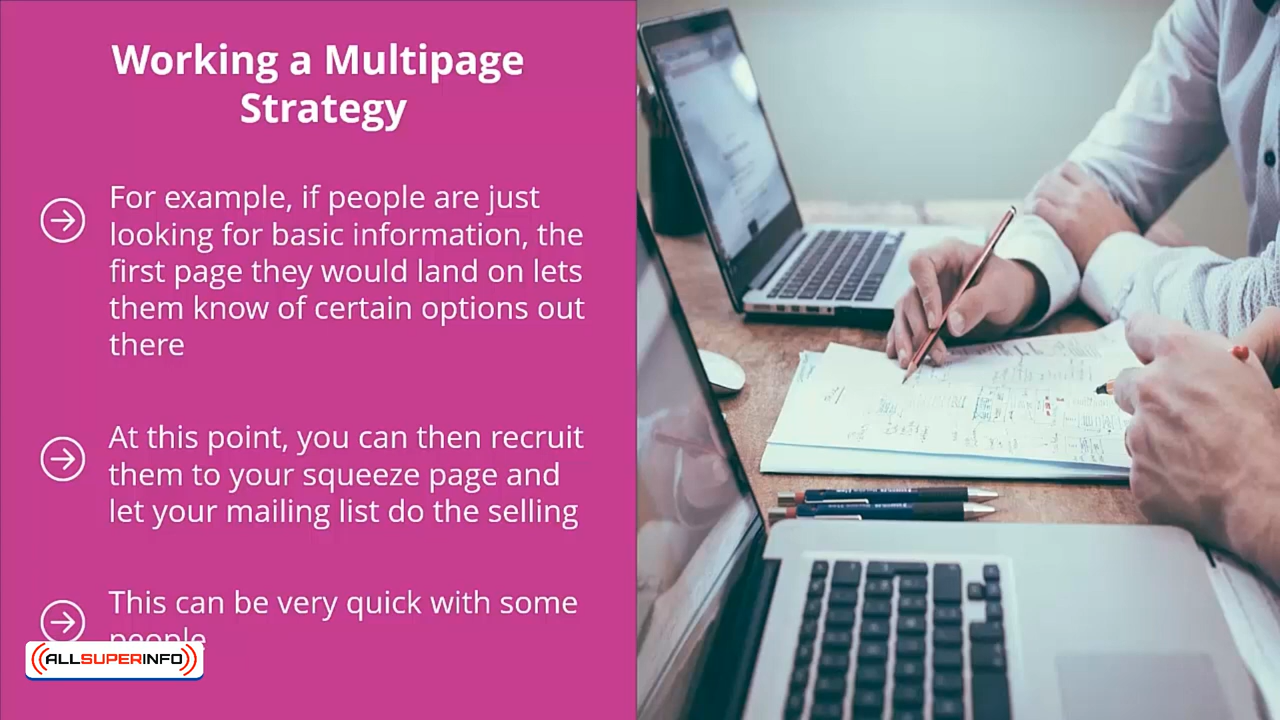 Working a Multipage
Strategy
For example, if people are just
looking for basic information, the
first page they would land on lets
them know of certain options out
there
At this point, you can then recruit
them to your squeeze page and
let your mailing list do the selling
This can be very quick with some
people
ALLSUPERINFO